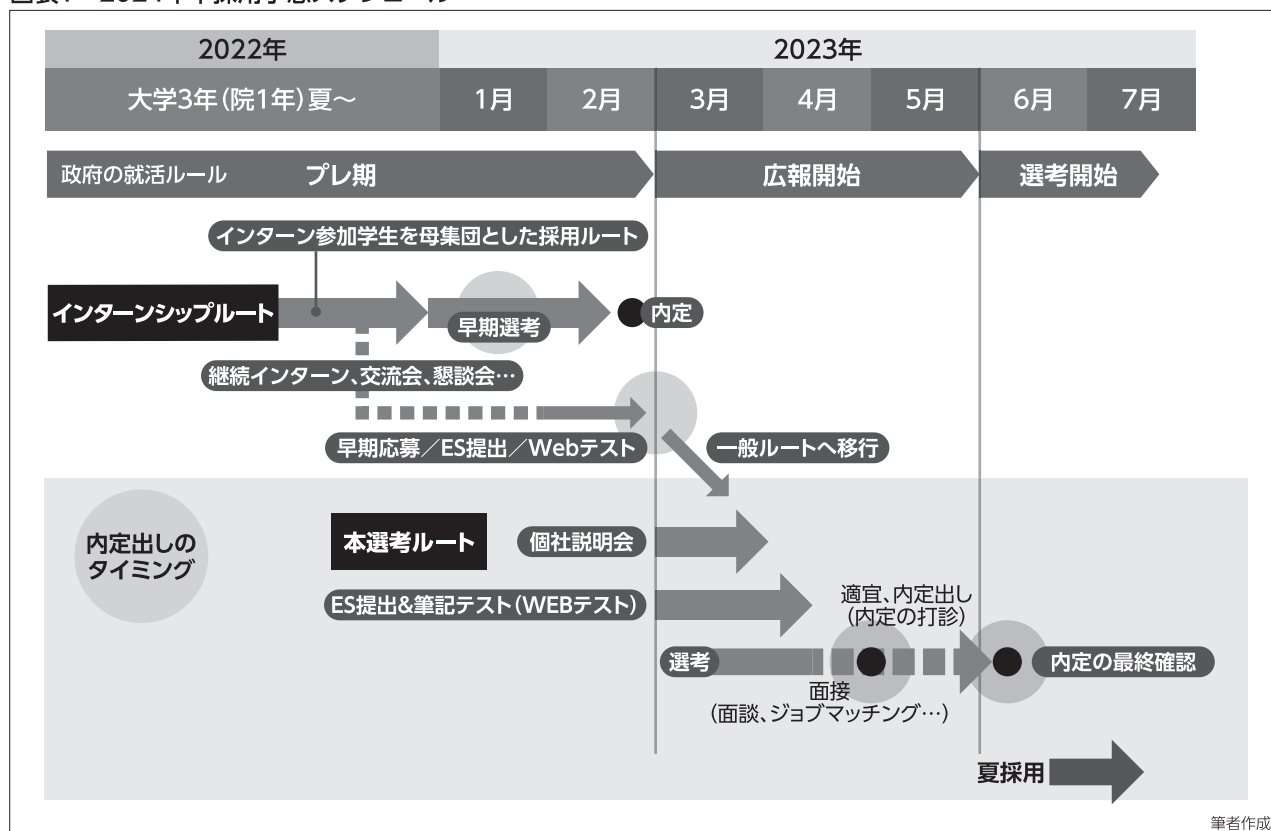 2022年
2023年
大学3年(院1年)夏~
1月
2月
3月
4月
5月
6月
7月
政府の就活ルール
プレ期
広報開始
選考開始
インターン参加学生を母集団とした採用ルート
インターンシップルート
早期選考
内定
継続インターン、交流会、懇談会…
早期応募/ES提出/Webテスト
一般ルートへ移行
内定出しの
タイミング
本選考ルート
個社説明会
ES提出&筆記テスト(WEBテスト)
適宜、内定出し
(内定の打診)
選考
内定の最終確認
面接
(面談、ジョブマッチング…)
夏採用
筆者作成